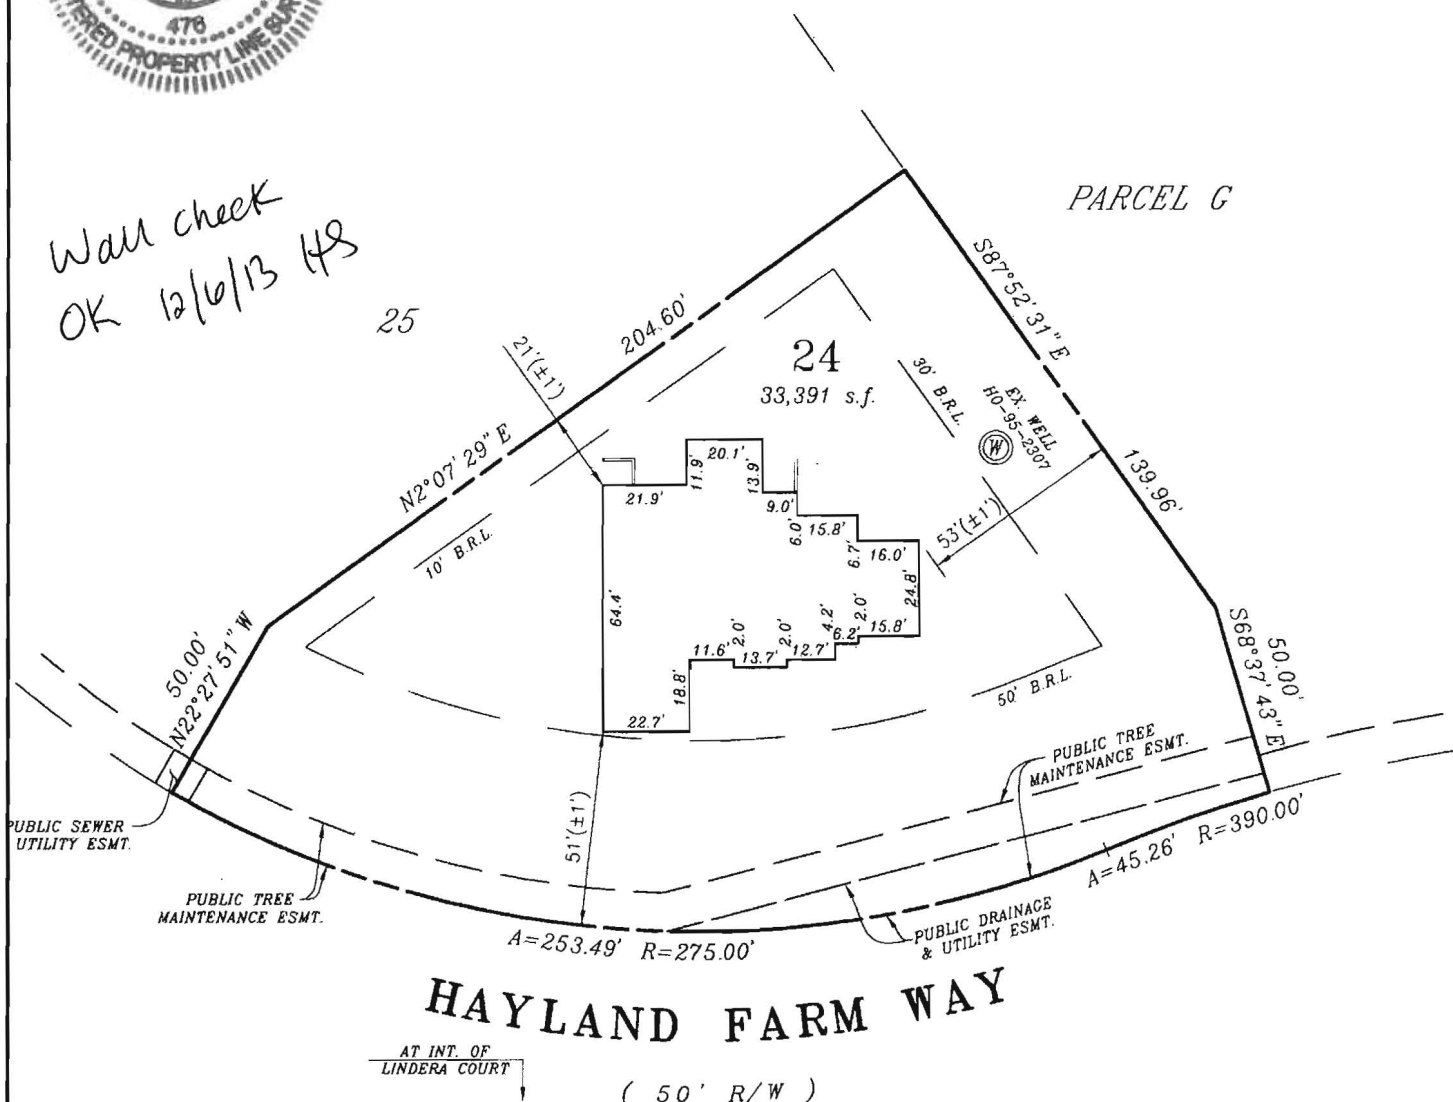 476
PROPERTY LINE SUR
Wall check
OK 12/6/13 HS
25
PARCEL G
S87°52'31"E
139.96'
204.60'
N2°07'29"E
21'(±1')
24
33,391 s.f.
30' B.R.L.
EX. WELL
HO-95-2307
W
53'(±1')
10' B.R.L.
20.1'
11.9'
13.9'
21.9'
9.0'
6.0'
15.8'
6.7'
16.0'
24.8'
64.4'
2.0'
4.2'
6.2'
15.8'
11.6'
2.0'
13.7'
2.0'
12.7'
18.8'
22.7'
50' B.R.L.
50.00'
N22°27'51"W
50.00'
S68°37'43"E
PUBLIC TREE
MAINTENANCE ESMT.
PUBLIC SEWER
UTILITY ESMT.
51'(±1')
PUBLIC TREE
MAINTENANCE ESMT.
A=45.26' R=390.00'
PUBLIC DRAINAGE
& UTILITY ESMT.
A=253.49' R=275.00'
HAYLAND FARM WAY
AT INT. OF
LINDERA COURT
( 50' R/W )